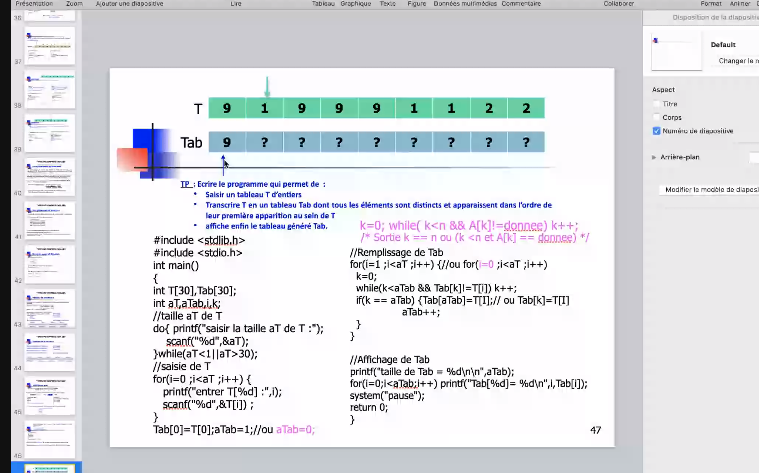 Présentation Zoom Ajouter une diapositive Lire Tableau Graphique Texte Figure Données multimédias Commentaire Collaborer Format Animer
Disposition de la diapositive
Default
Changer le
Aspect
Titre
Corps
Numéro de diapositive
Arrière-plan
Modifier le modèle de
36
37
38
39
40
41
42
43
44
45
46
T 9 1 9 9 9 1 1 2 2
Tab 9 ? ? ? ? ? ? ? ?
TP : Ecrire le programme qui permet de :
• Saisir un tableau T d'entiers
• Transcrire T en un tableau Tab dont tous les éléments sont distincts et apparaissent dans l'ordre de
leur première apparition au sein de T
• affiche enfin le tableau généré Tab.
k=0; while( k<n && A[k]!=donnee) k++;
/* Sortie k == n ou (k <n et A[k] == donnee) */
#include <stdlib.h>
#include <stdio.h>
int main()
{
int T[30],Tab[30];
int aT,aTab,i,k;
//taille aT de T
do{ printf("saisir la taille aT de T :");
scanf("%d",&aT);
}while(aT<1||aT>30);
//saisie de T
for(i=0 ;i<aT ;i++) {
printf("entrer T[%d] :",i);
scanf("%d",&T[i]) ;
}
Tab[0]=T[0];aTab=1;//ou aTab=0;
//Remplissage de Tab
for(i=1 ;i<aT ;i++) {//ou for(i=0 ;i<aT ;i++)
k=0;
while(k<aTab && Tab[k]!=T[i]) k++;
if(k == aTab) {Tab[aTab]=T[I];// ou Tab[k]=T[I]
aTab++;
}
}
//Affichage de Tab
printf("taille de Tab = %d\n\n",aTab);
for(i=0;i<aTab;i++) printf("Tab[%d]= %d\n",I,Tab[i]);
system("pause");
return 0;
}
47